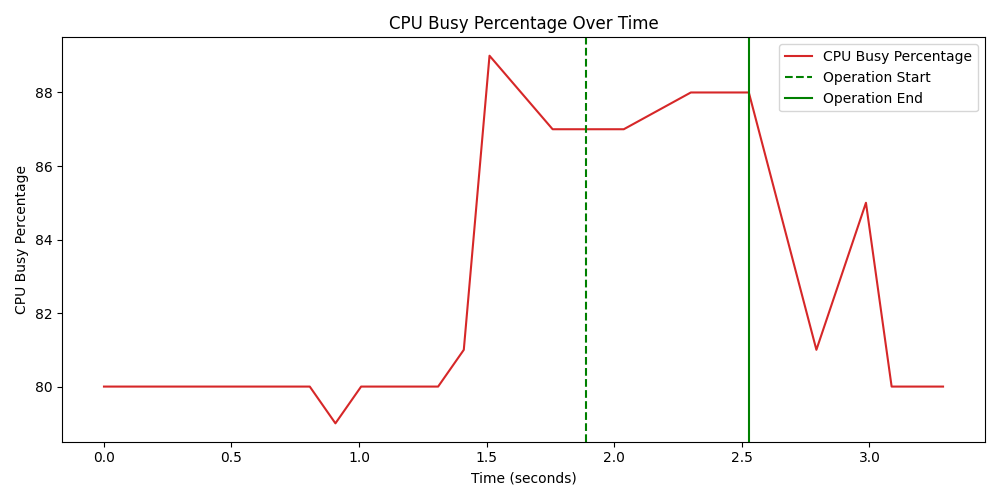 CPU Busy Percentage Over Time
CPU Busy Percentage
Operation Start
Operation End
CPU Busy Percentage
88
86
84
82
80
0.0 0.5 1.0 1.5 2.0 2.5 3.0
Time (seconds)